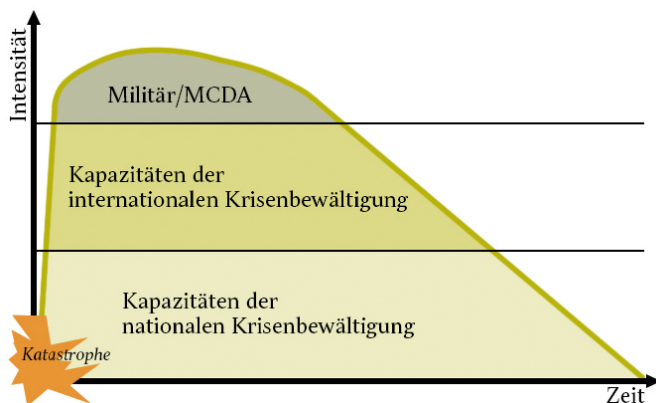 Intensität
Militär/MCDA
Kapazitäten der
internationalen Krisenbewältigung
Kapazitäten der
nationalen Krisenbewältigung
Katastrophe
Zeit